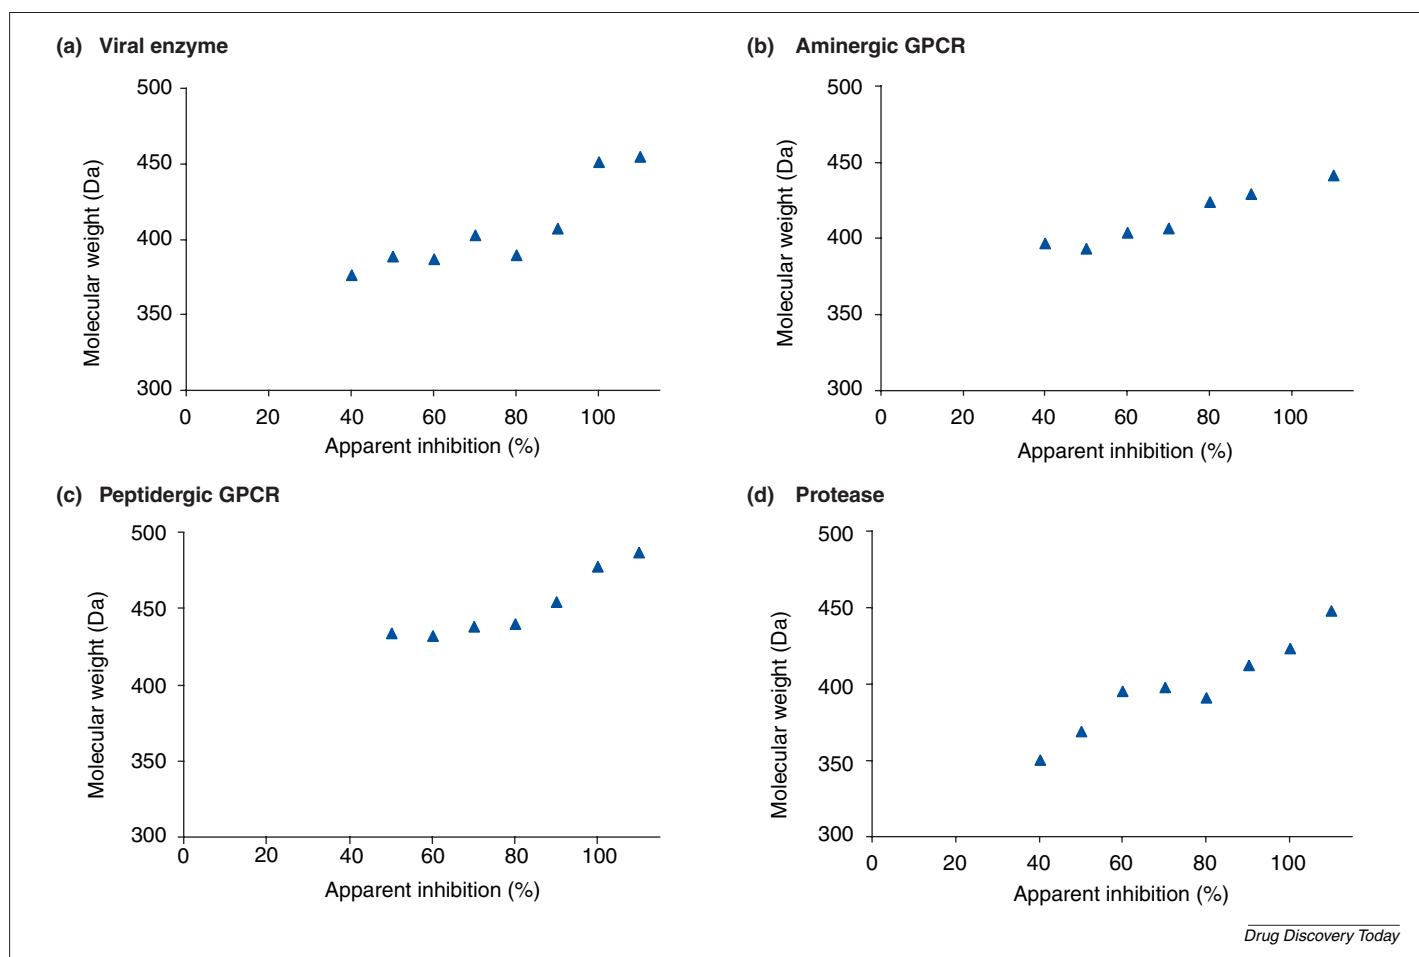 (a) Viral enzyme
500
450
400
350
300
0 20 40 60 80 100
Molecular weight (Da)
Apparent inhibition (%)
(b) Aminergic GPCR
500
450
400
350
300
0 20 40 60 80 100
Molecular weight (Da)
Apparent inhibition (%)
(c) Peptidergic GPCR
500
450
400
350
300
0 20 40 60 80 100
Molecular weight (Da)
Apparent inhibition (%)
(d) Protease
500
450
400
350
300
0 20 40 60 80 100
Molecular weight (Da)
Apparent inhibition (%)
Drug Discovery Today